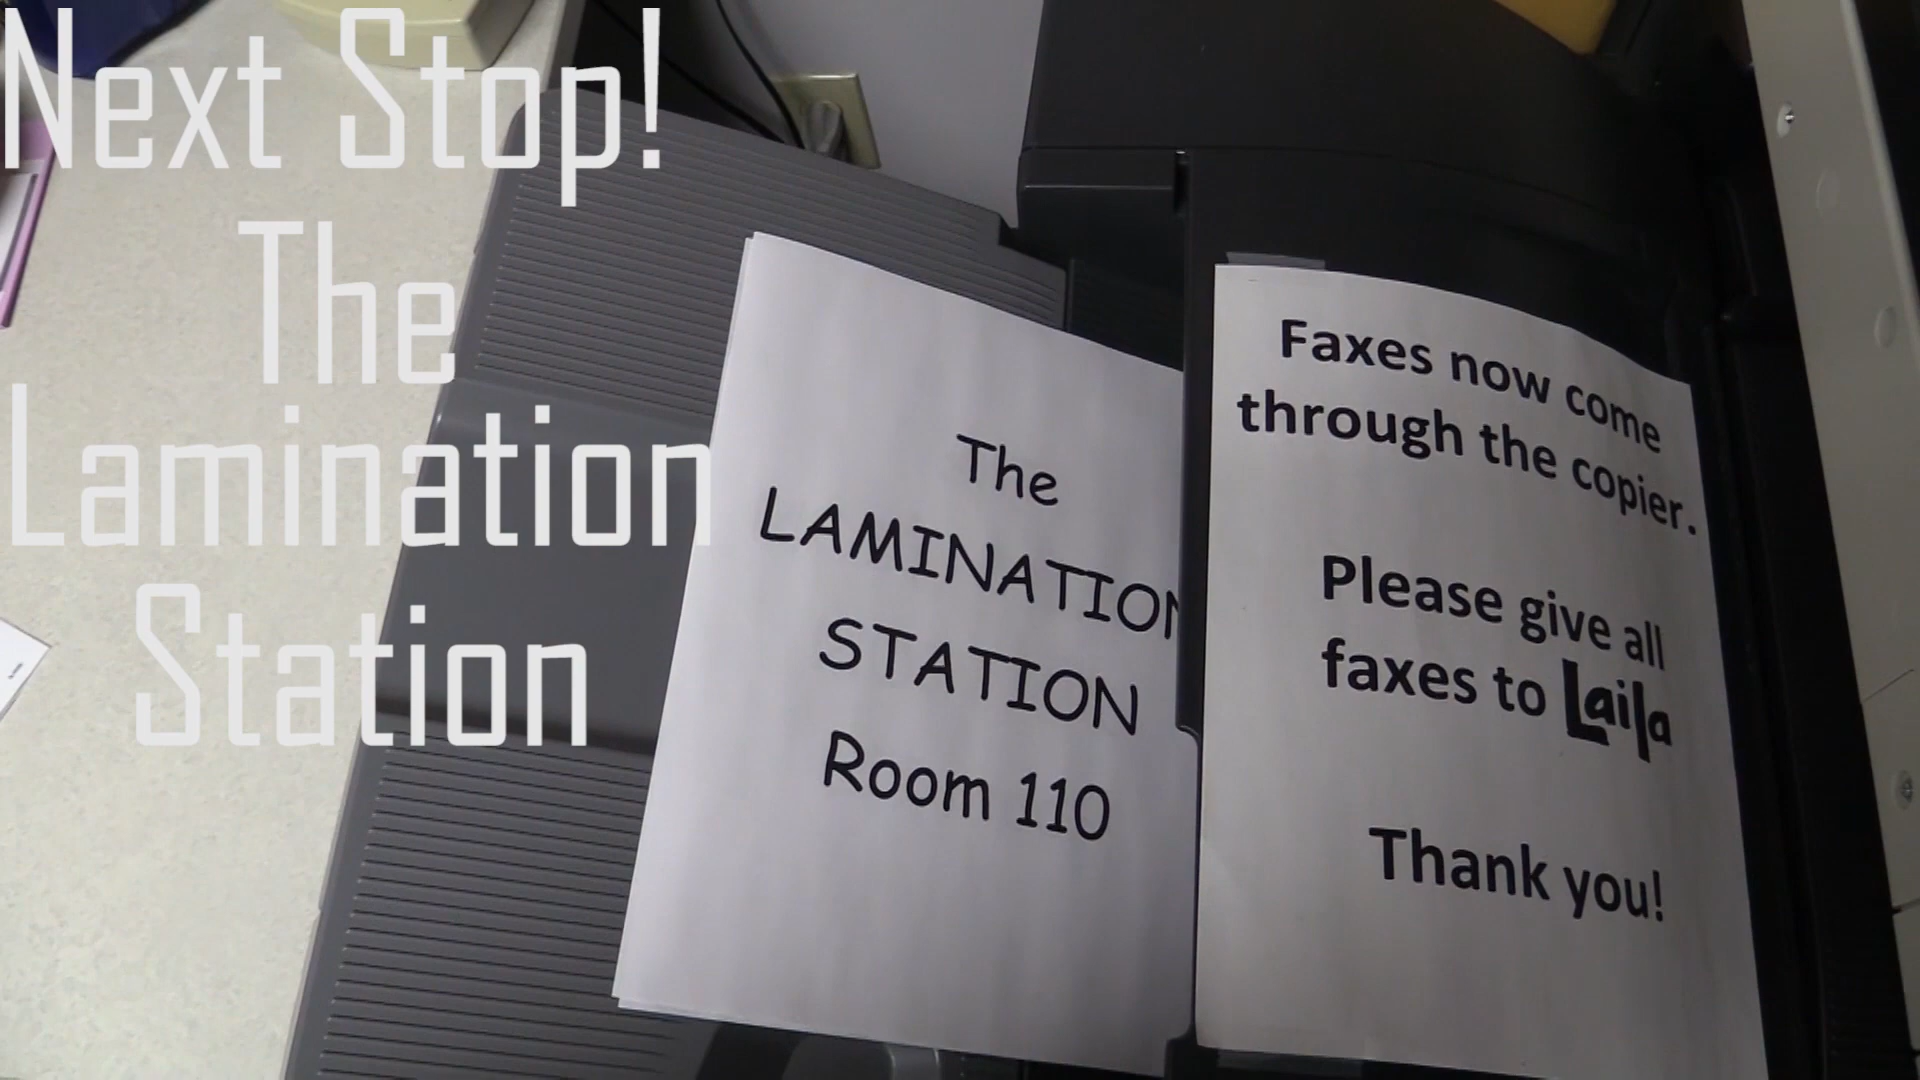 Next Stop!
The
Lamination
Station
The
LAMINATION
STATION
Room 110
Faxes now come
through the copier.
Please give all
faxes to Laila
Thank you!